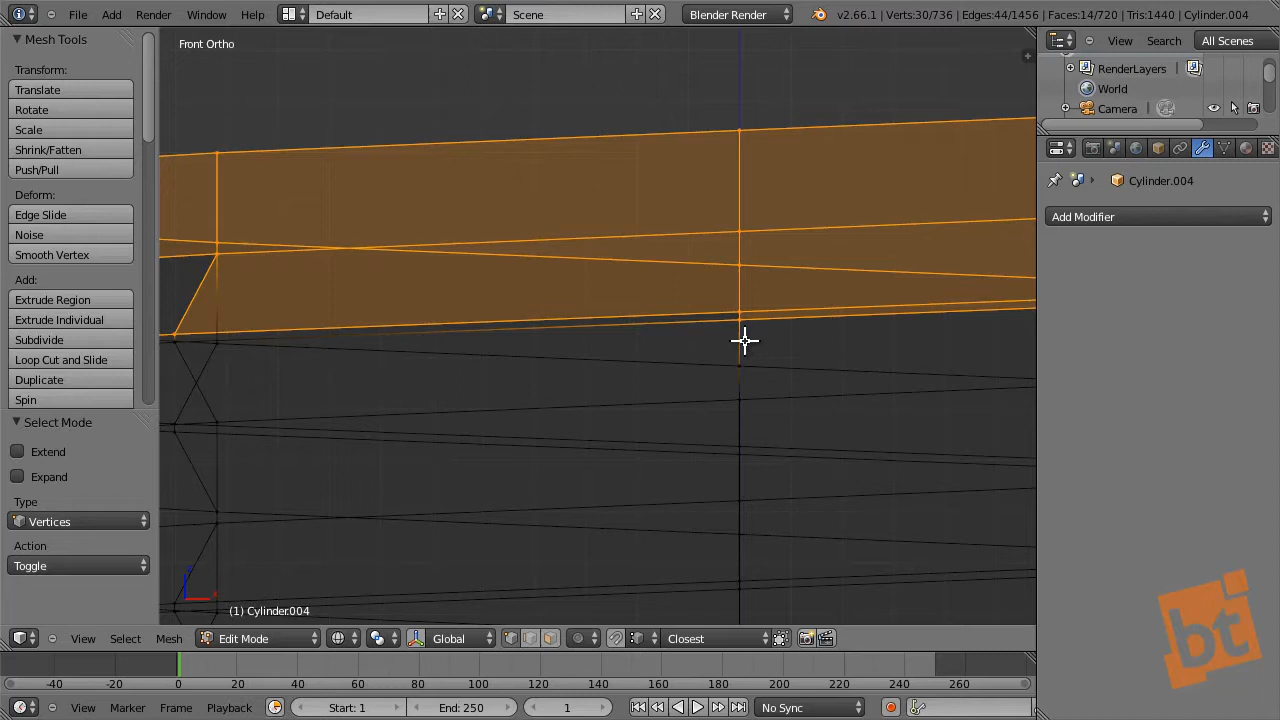 File Add Render Window Help Default Scene Blender Render v2.66.1 | Verts:30/736 | Edges:44/1456 | Faces:14/720 | Tris:1440 | Cylinder.004
Mesh Tools
Transform:
Translate
Rotate
Scale
Shrink/Fatten
Push/Pull
Deform:
Edge Slide
Noise
Smooth Vertex
Add:
Extrude Region
Extrude Individual
Subdivide
Loop Cut and Slide
Duplicate
Spin
Select Mode
Extend
Expand
Type
Vertices
Action
Toggle
Front Ortho
(1) Cylinder.004
View Search All Scenes
RenderLayers
World
Camera
Cylinder.004
Add Modifier
bt
View Select Mesh Edit Mode Global Closest
-40 -20 0 20 40 60 80 100 120 140 160 180 200 220 240 260
View Marker Frame Playback Start: 1 End: 250 1 No Sync